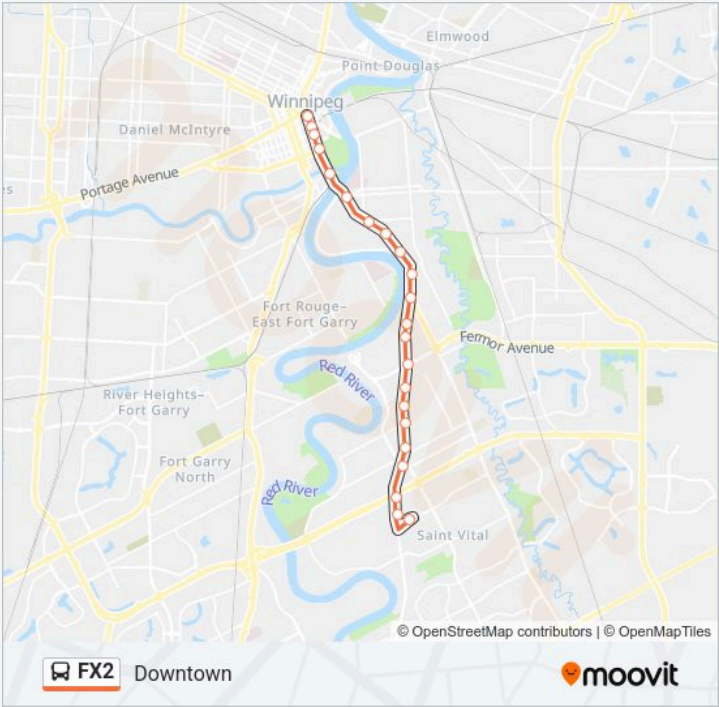 Elmwood
Point Douglas
Winnipeg
Daniel McIntyre
Portage Avenue
es
Fort Rouge–
East Fort Garry
Fermor Avenue
Red River
River Heights–
Fort Garry
Fort Garry
North
Red River
Saint Vital
© OpenStreetMap contributors | © OpenMapTiles
FX2 Downtown
moovit